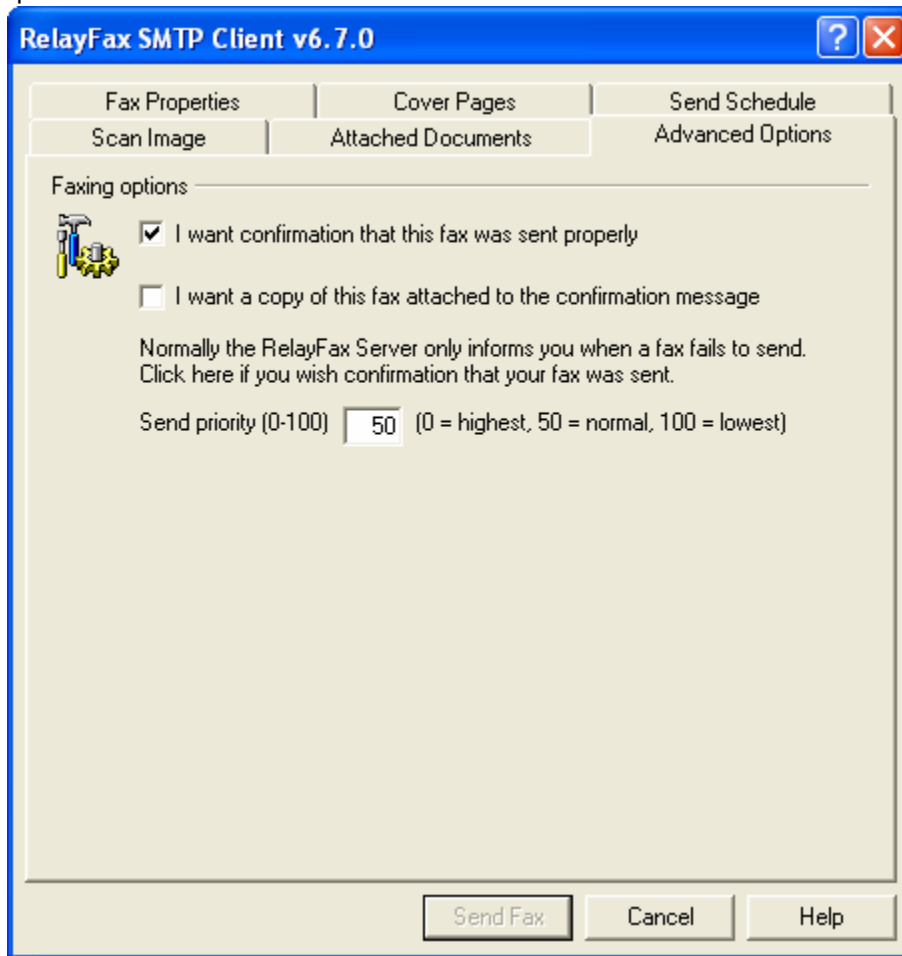 RelayFax SMTP Client v6.7.0
Fax Properties Cover Pages Send Schedule
Scan Image Attached Documents Advanced Options
Faxing options
I want confirmation that this fax was sent properly
I want a copy of this fax attached to the confirmation message
Normally the RelayFax Server only informs you when a fax fails to send.
Click here if you wish confirmation that your fax was sent.
Send priority (0-100) 50 (0 = highest, 50 = normal, 100 = lowest)
Send Fax Cancel Help